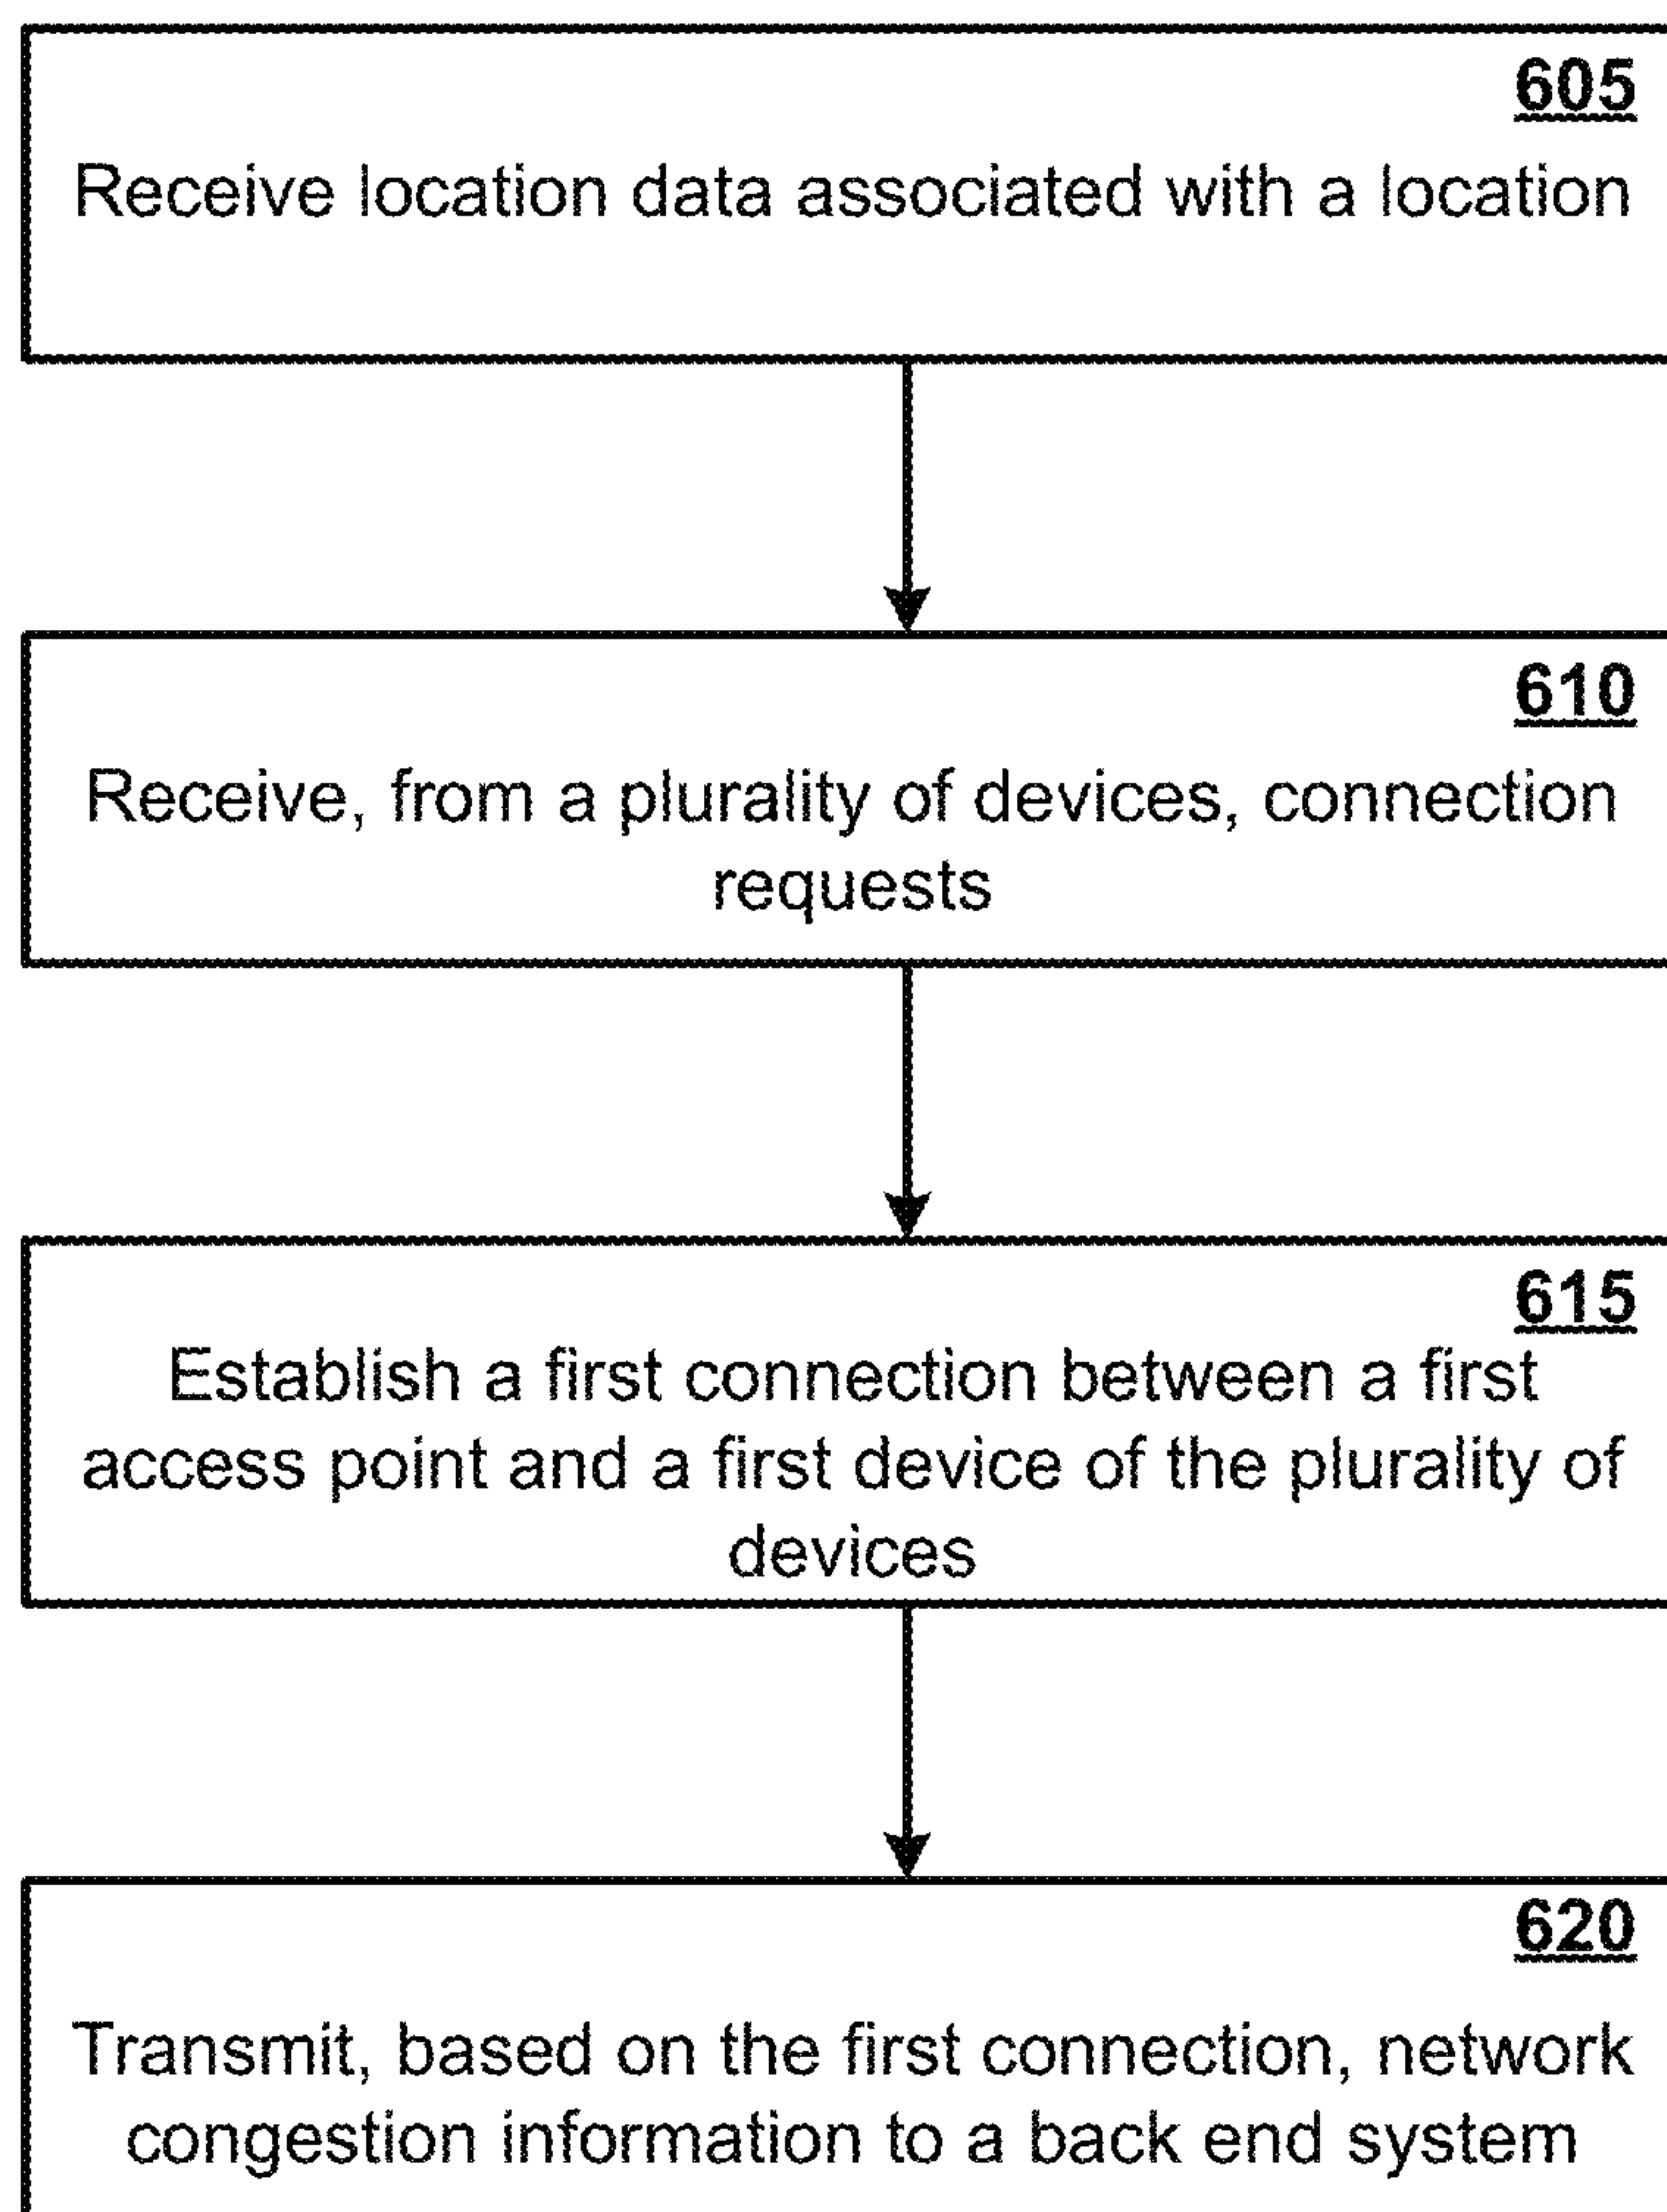 605
Receive location data associated with a location
610
Receive, from a plurality of devices, connection
requests
615
Establish a first connection between a first
access point and a first device of the plurality of
devices
620
Transmit, based on the first connection, network
congestion information to a back end system